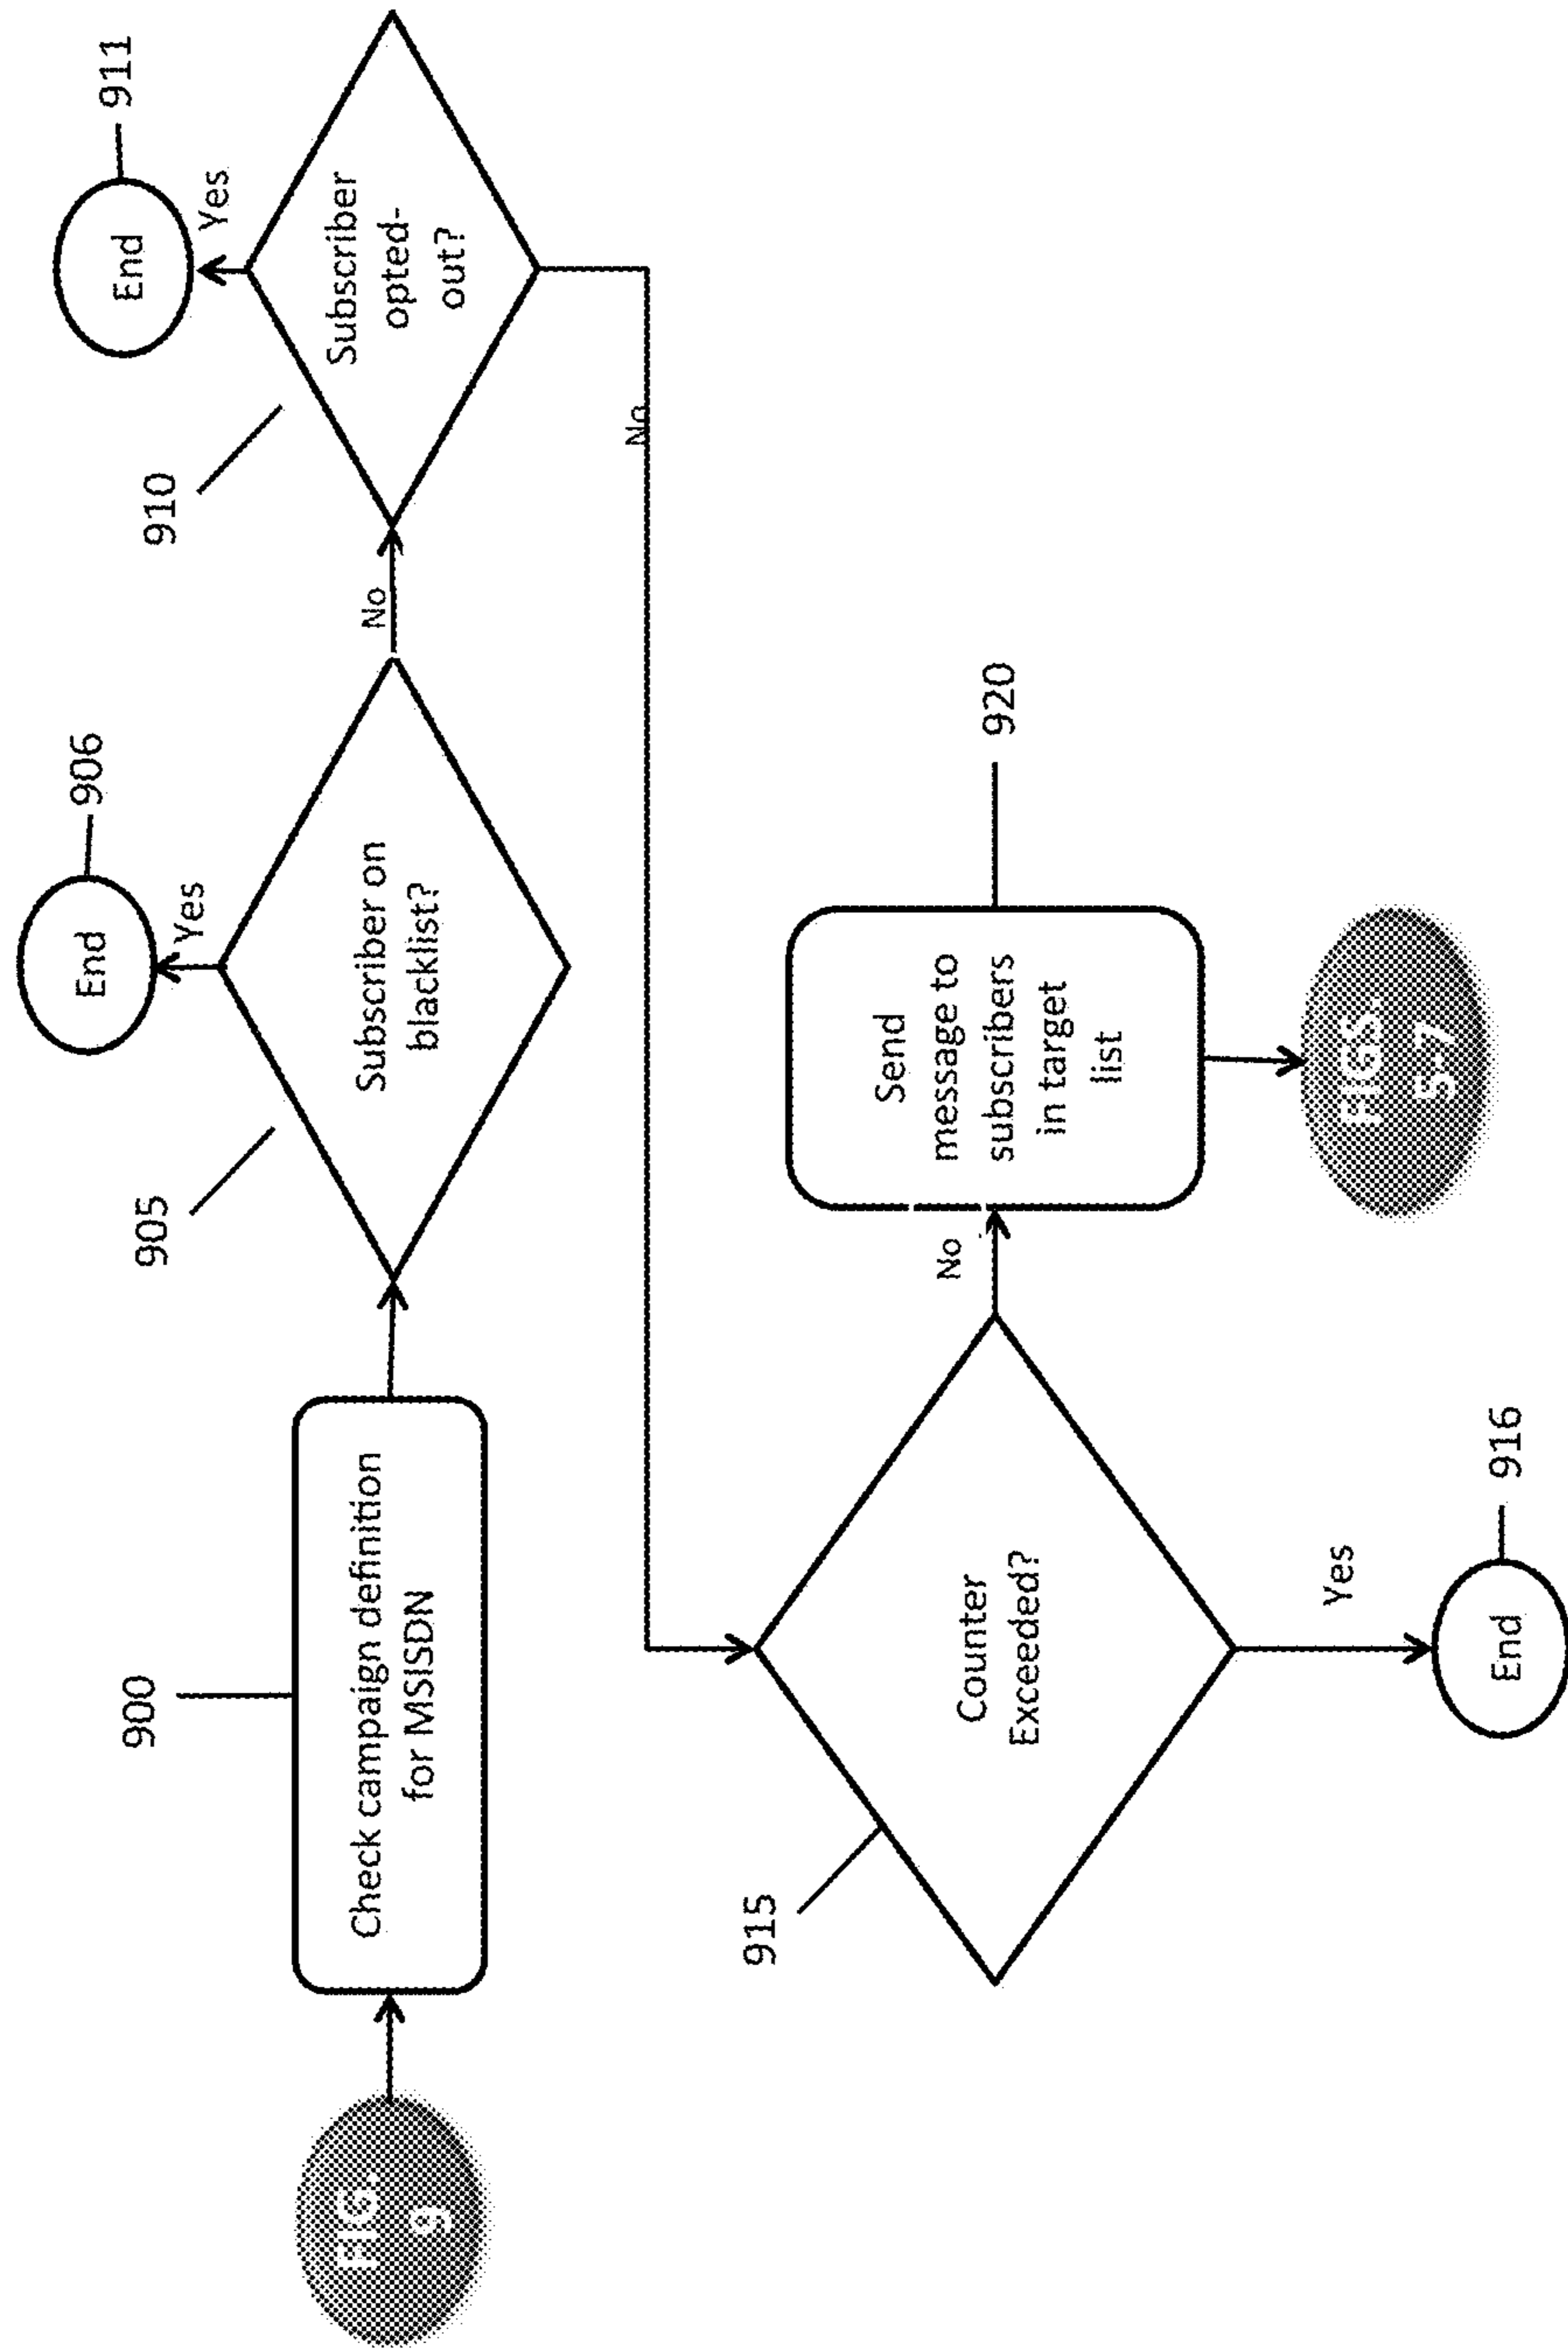 FIG.
9
900
Check campaign definition
for MSISDN
905
Subscriber on
blacklist?
Yes
End
906
No
910
Subscriber
opted-
out?
Yes
End
911
No
915
Counter
Exceeded?
Yes
End
916
No
Send
message to
subscribers
in target
list
920
FIGS.
5-7